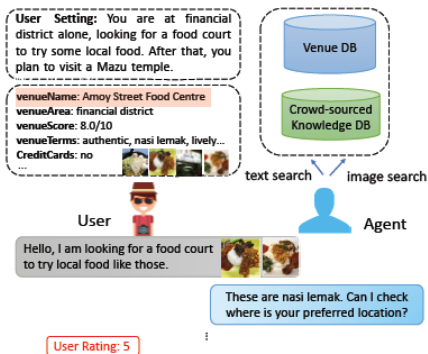 User Setting: You are at financial
district alone, looking for a food court
to try some local food. After that, you
plan to visit a Mazu temple.
venueName: Amoy Street Food Centre
venueArea: financial district
venueScore: 8.0/10
venueTerms: authentic, nasi lemak, lively...
CreditCards: no
...
Venue DB
Crowd-sourced
Knowledge DB
text search
image search
User
Agent
Hello, I am looking for a food court
to try local food like those.
These are nasi lemak. Can I check
where is your preferred location?
User Rating: 5